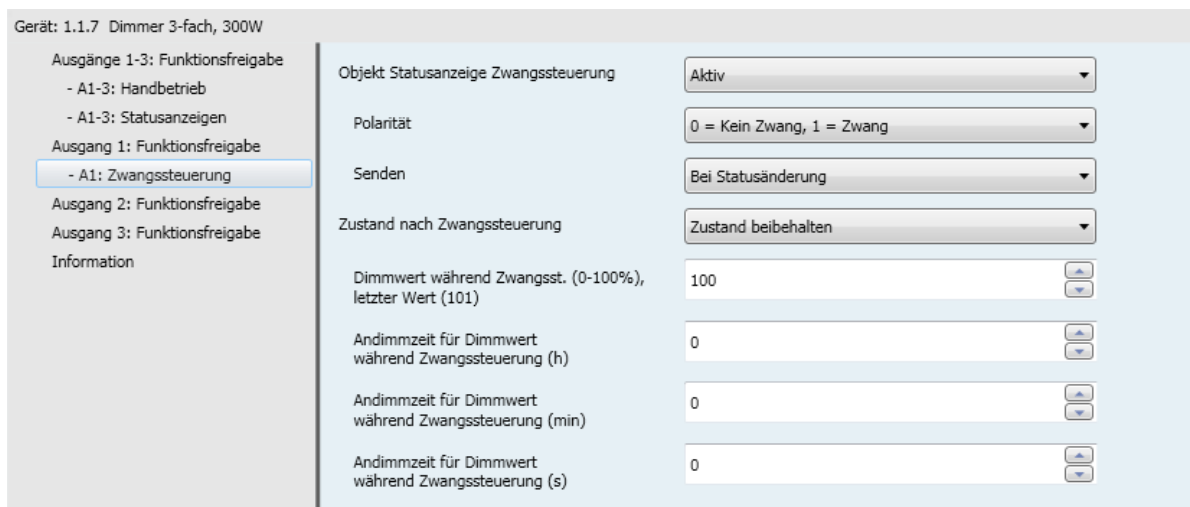 Gerät: 1.1.7 Dimmer 3-fach, 300W
Ausgänge 1-3: Funktionsfreigabe
- A1-3: Handbetrieb
- A1-3: Statusanzeigen
Ausgang 1: Funktionsfreigabe
- A1: Zwangssteuerung
Ausgang 2: Funktionsfreigabe
Ausgang 3: Funktionsfreigabe
Information
Objekt Statusanzeige Zwangssteuerung
Aktiv
Polarität
0 = Kein Zwang, 1 = Zwang
Senden
Bei Statusänderung
Zustand nach Zwangssteuerung
Zustand beibehalten
Dimmwert während Zwangsst. (0-100%),
letzter Wert (101)
100
Andimmzeit für Dimmwert
während Zwangssteuerung (h)
0
Andimmzeit für Dimmwert
während Zwangssteuerung (min)
0
Andimmzeit für Dimmwert
während Zwangssteuerung (s)
0